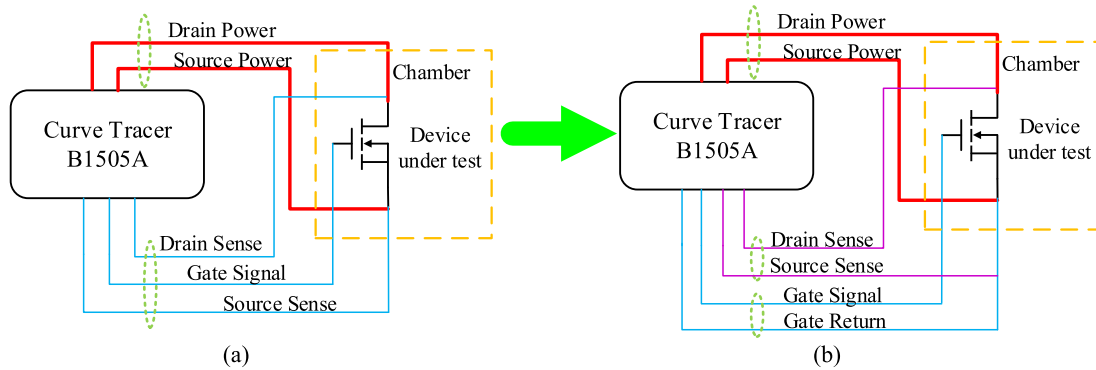 Drain Power
Source Power
Chamber
Curve Tracer
B1505A
Device
under test
Drain Sense
Gate Signal
Source Sense
(a)
Drain Power
Source Power
Chamber
Curve Tracer
B1505A
Device
under test
Drain Sense
Source Sense
Gate Signal
Gate Return
(b)